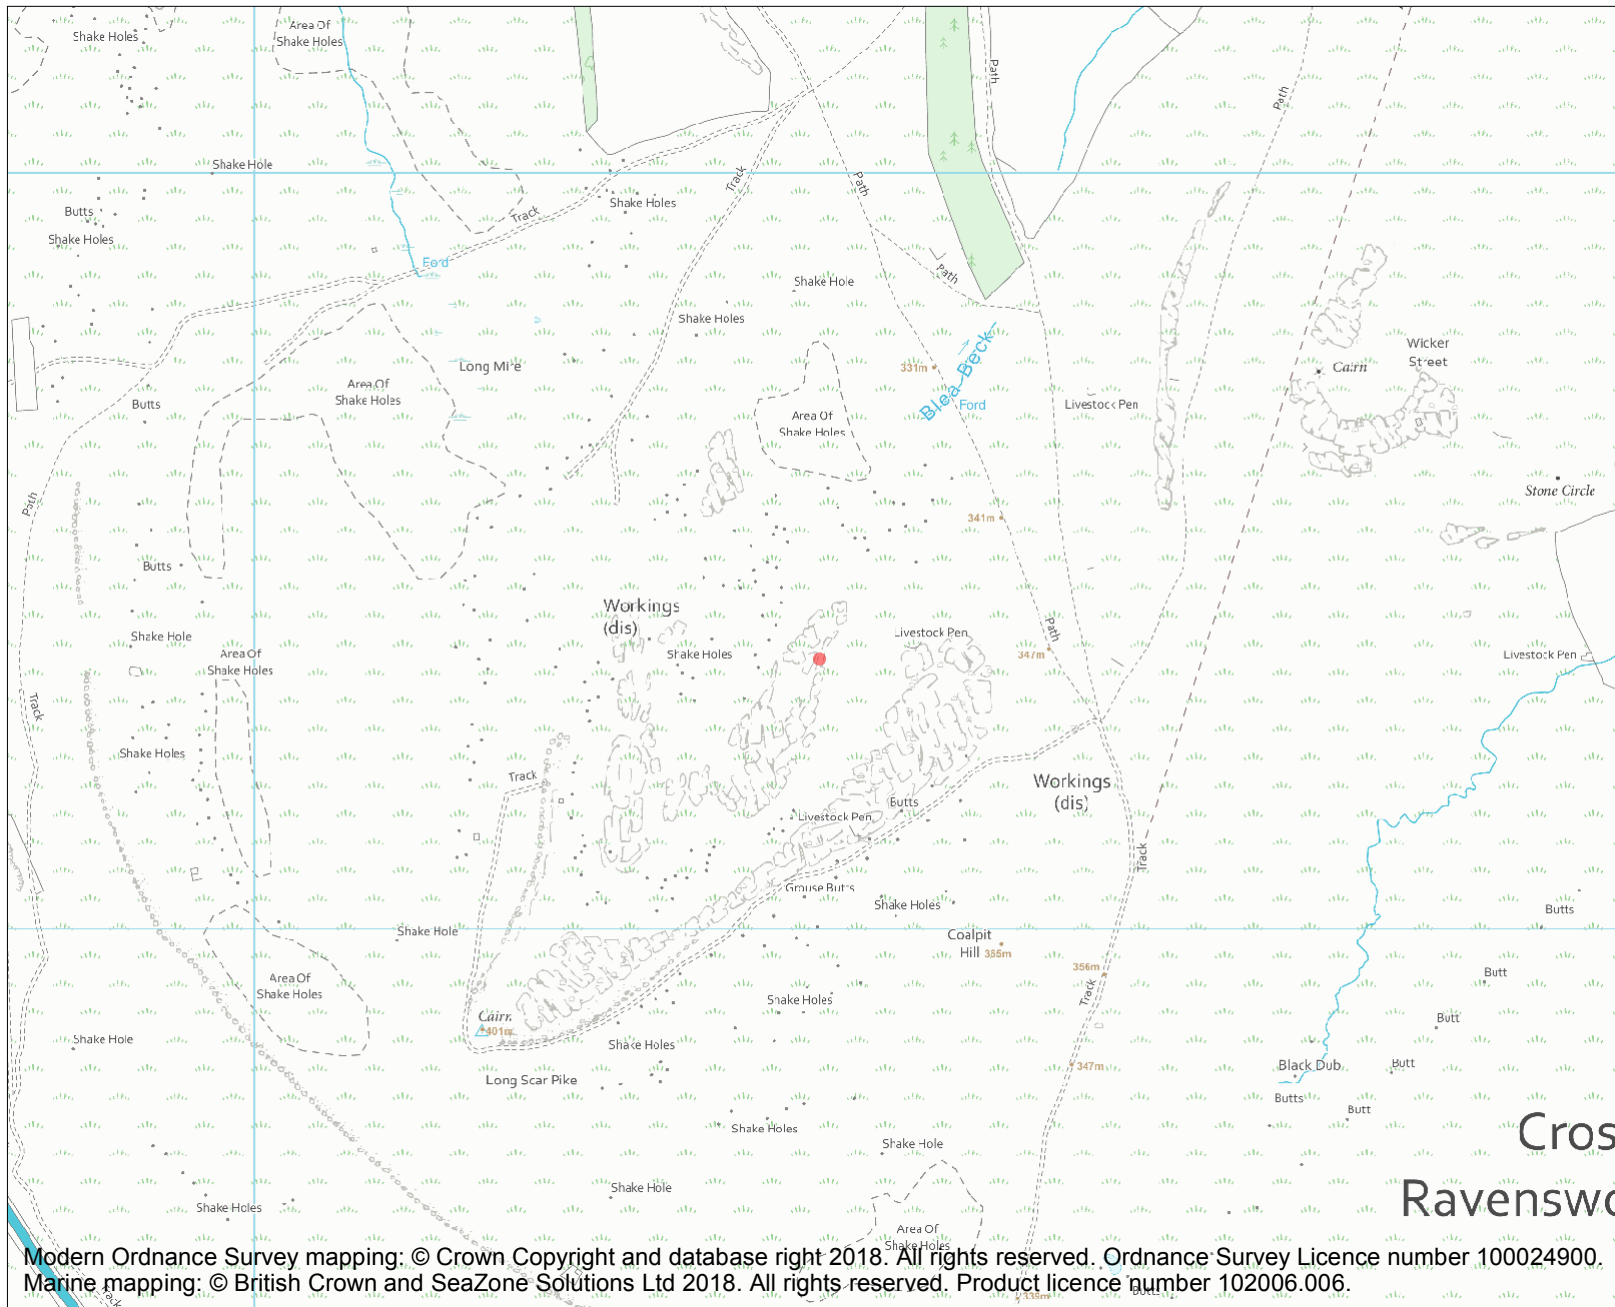 Shake Holes
Area Of
Shake Holes
Path
Path
Shake Hole
Track
Path
Butts
Shake Holes
Track
Shake Holes
Ford
Path
Shake Hole
Shake Holes
Wicker
Street
Long Mire
331m
Blea Beck
Cairn
Area Of
Shake Holes
Butts
Area Of
Shake Holes
Ford
Livestock Pen
Path
341m
Stone Circle
Butts
Workings
(dis)
Shake Hole
Livestock Pen
Path
Area Of
Shake Holes
Shake Holes
347m
Livestock Pen
Track
Shake Holes
Track
Workings
(dis)
Butts
Livestock Pen
Track
Grouse Butts
Shake Holes
Butts
Shake Hole
Coalpit
Hill 365m
356m
Butt
Area Of
Shake Holes
Track
Shake Holes
Cairn
401m
Butt
Shake Hole
Shake Holes
347m
Black Dub
Butt
Long Scar Pike
Butts
Butt
Shake Holes
Cros
Shake Hole
Shake Hole
Ravenswo
Shake Holes
Area Of
Shake Holes
Modern Ordnance Survey mapping: © Crown Copyright and database right 2018. All rights reserved. Ordnance Survey Licence number 100024900.
Marine mapping: © British Crown and SeaZone Solutions Ltd 2018. All rights reserved. Product licence number 102006.006.
Track
339m
Butts